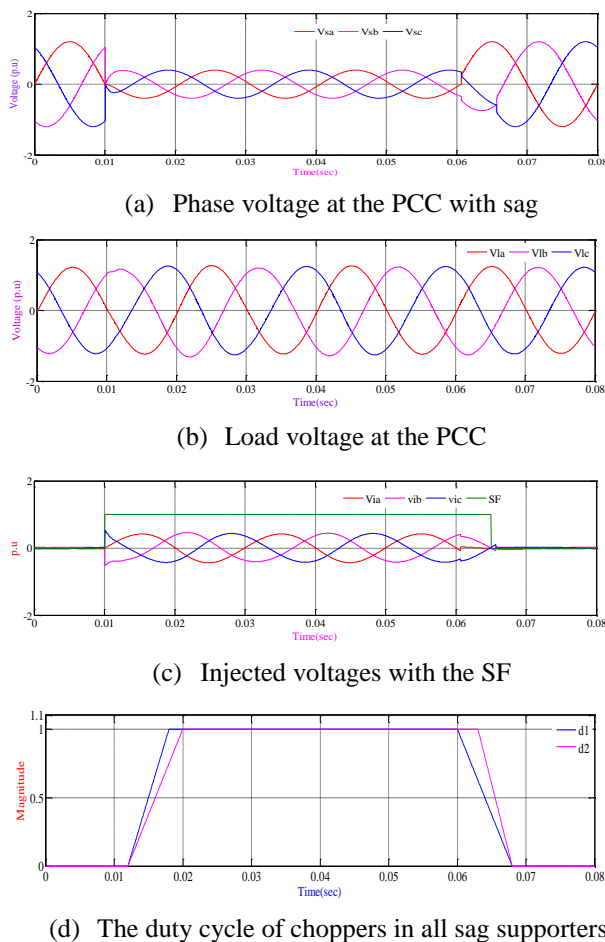 2
Vsa Vsb Vsc
Voltage (p.u)
0
-2
0 0.01 0.02 0.03 0.04 0.05 0.06 0.07 0.08
Time(sec)
(a) Phase voltage at the PCC with sag
2
Vla Vlb Vlc
Voltage (p.u)
0
-2
0 0.01 0.02 0.03 0.04 0.05 0.06 0.07 0.08
Time(sec)
(b) Load voltage at the PCC
2
Via vib vic SF
p.u
0
-2
0 0.01 0.02 0.03 0.04 0.05 0.06 0.07 0.08
Time(sec)
(c) Injected voltages with the SF
1.1
1
d1
d2
Magnitude
0.5
0
0 0.01 0.02 0.03 0.04 0.05 0.06 0.07 0.08
Time(sec)
(d) The duty cycle of choppers in all sag supporters